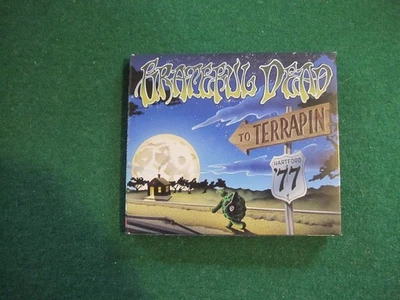 GRATEFUL DEAD
TO TERRAPIN
HARTFORD
'77